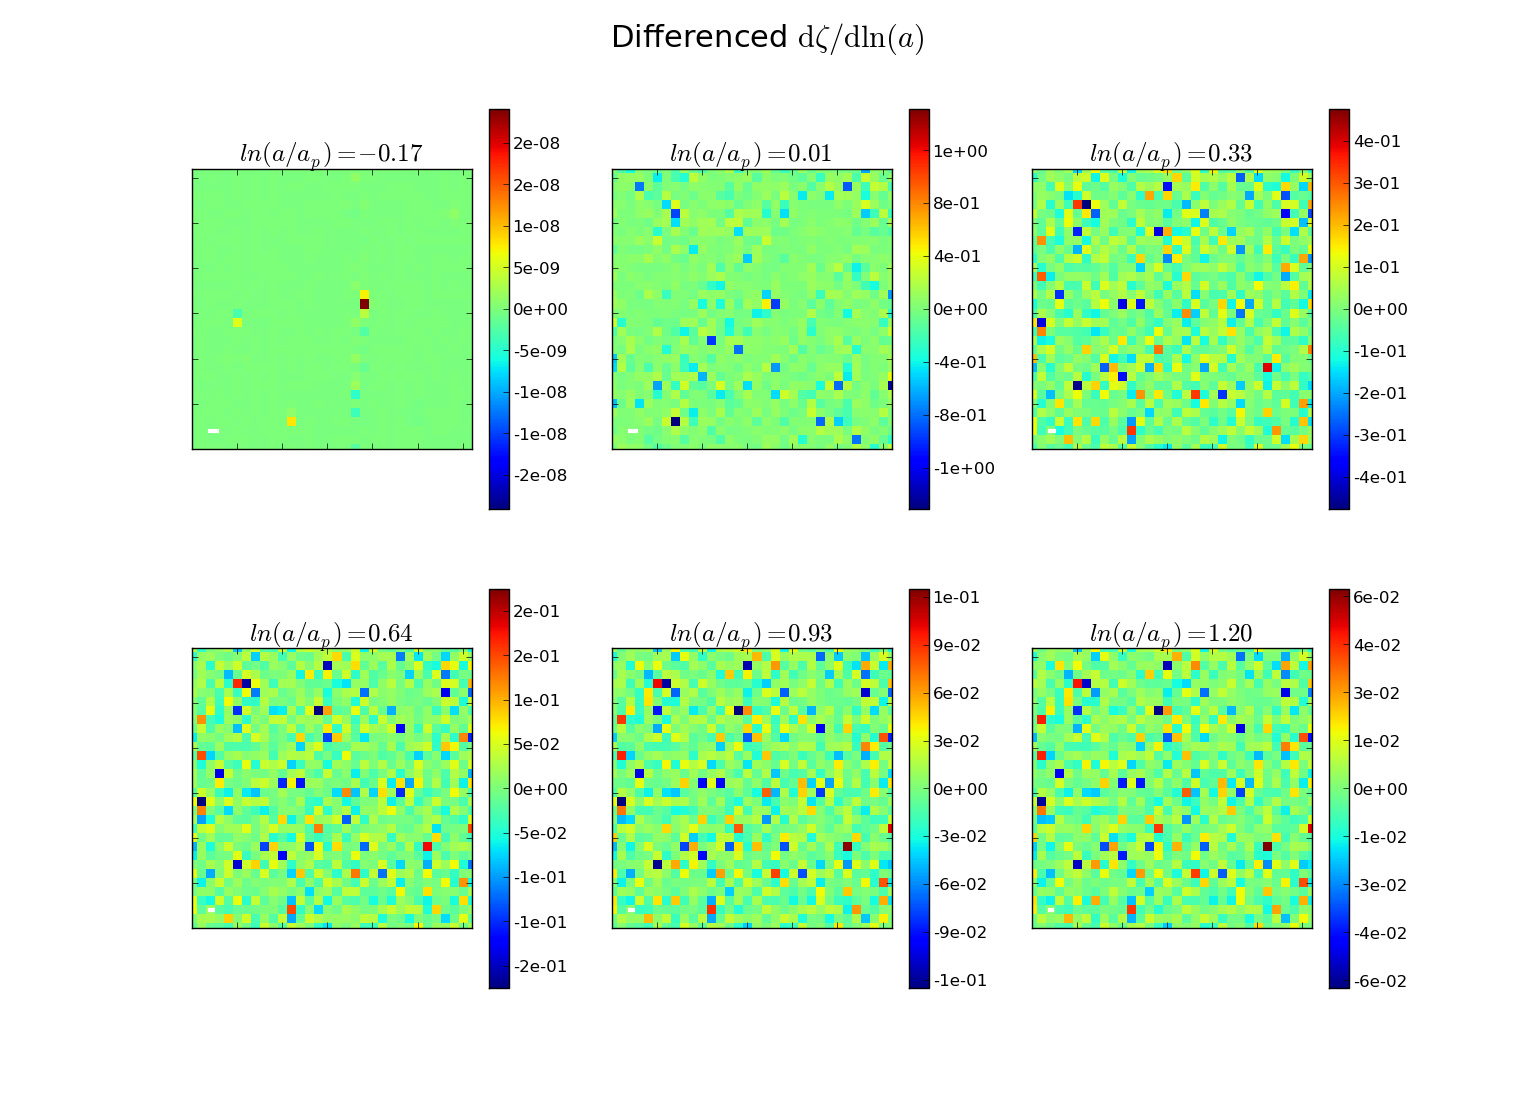 Differenced dζ/dln(a)
ln(a/a_p)=−0.17
2e-08
2e-08
1e-08
5e-09
0e+00
-5e-09
-1e-08
-1e-08
-2e-08
ln(a/a_p)=0.01
1e+00
8e-01
4e-01
0e+00
-4e-01
-8e-01
-1e+00
ln(a/a_p)=0.33
4e-01
3e-01
2e-01
1e-01
0e+00
-1e-01
-2e-01
-3e-01
-4e-01
ln(a/a_p)=0.64
2e-01
2e-01
1e-01
5e-02
0e+00
-5e-02
-1e-01
-1e-01
-2e-01
ln(a/a_p)=0.93
1e-01
9e-02
6e-02
3e-02
0e+00
-3e-02
-6e-02
-9e-02
-1e-01
ln(a/a_p)=1.20
6e-02
4e-02
3e-02
1e-02
0e+00
-1e-02
-3e-02
-4e-02
-6e-02